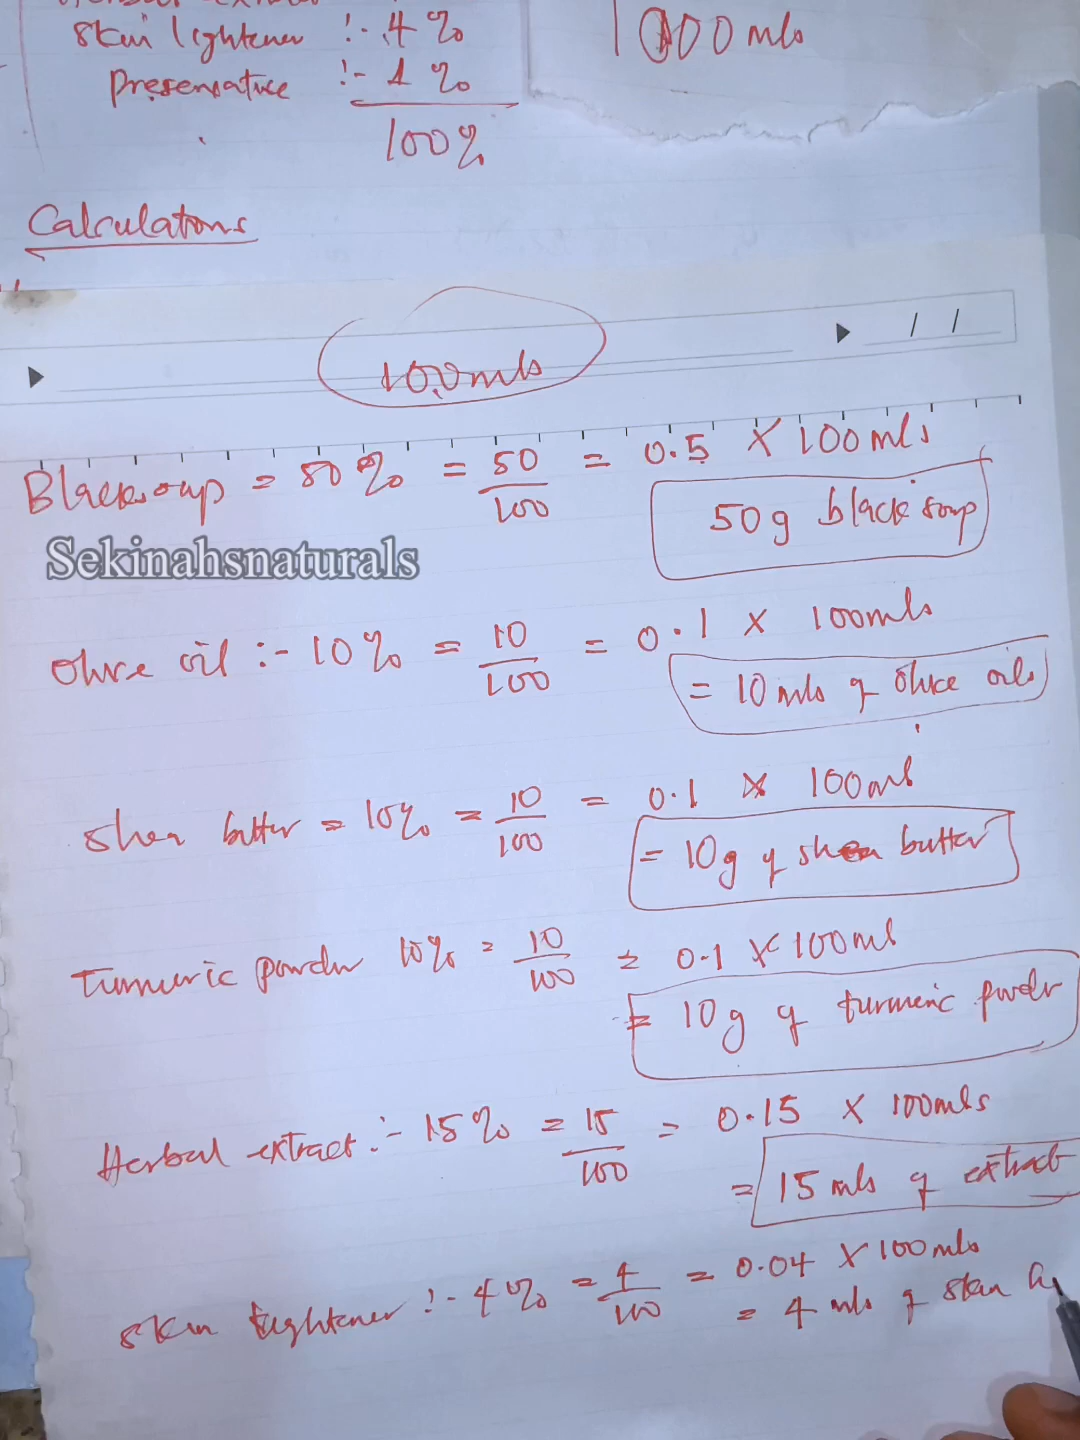 Skin lightener :- 4%
1000 mls
Preservative :- 1%
100%
Calculations
100mls
Blacksoap = 50% = 50/100 = 0.5 X 100mls
50g black soap
Sekinahsnaturals
Olive oil :- 10% = 10/100 = 0.1 X 100mls
= 10 mls of Olive oils
Shea butter = 10% = 10/100 = 0.1 X 100ml
= 10g of shea butter
Tumeric powder 10% = 10/100 = 0.1 X 100ml
= 10g of turmeric powder
Herbal extract :- 15% = 15/100 = 0.15 X 100mls
= 15 mls of extract
Skin lightener :- 4% = 4/100 = 0.04 X 100mls
= 4 mls of skin